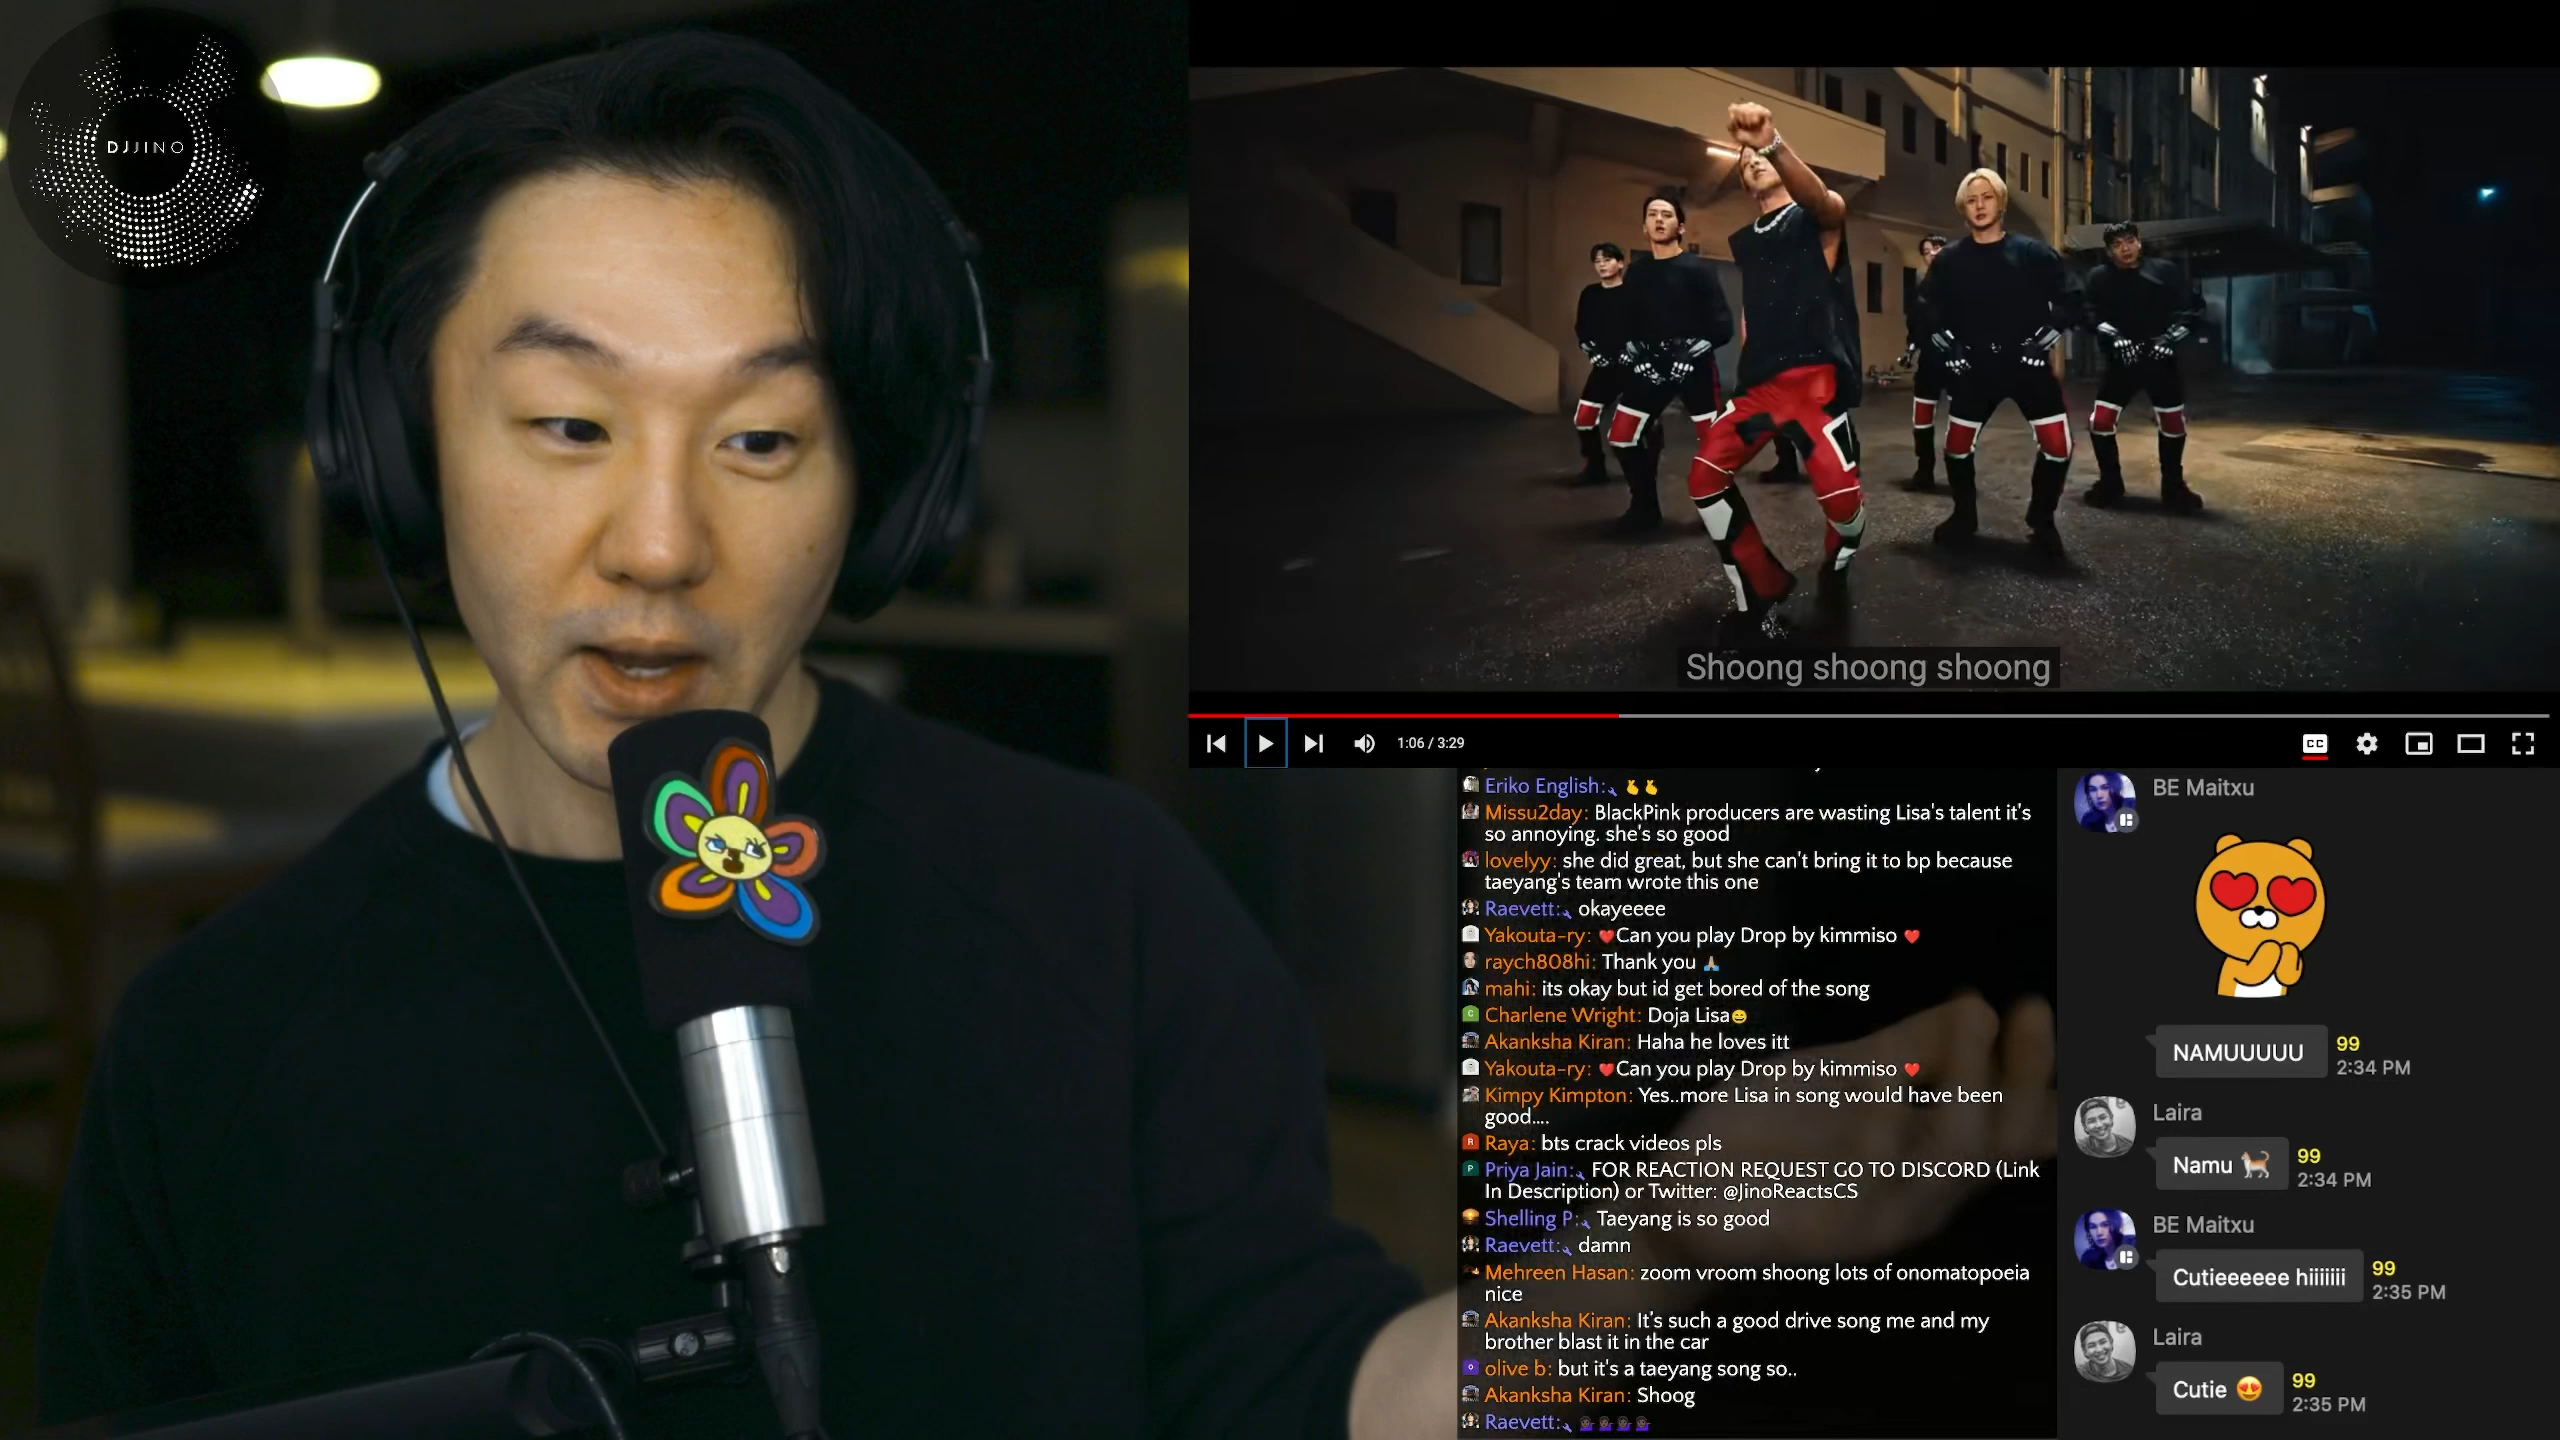 DJJINO
Shoong shoong shoong
1:06 / 3:29
CC
Eriko English:
Missu2day: BlackPink producers are wasting Lisa's talent it's
so annoying. she's so good
lovelyy: she did great, but she can't bring it to bp because
taeyang's team wrote this one
Raevett: okayeeee
Yakouta-ry: ❤️Can you play Drop by kimmiso ❤️
raych808hi: Thank you 🙏🏽
mahi: its okay but id get bored of the song
Charlene Wright: Doja Lisa😄
Akanksha Kiran: Haha he loves itt
Yakouta-ry: ❤️Can you play Drop by kimmiso ❤️
Kimpy Kimpton: Yes..more Lisa in song would have been
good....
Raya: bts crack videos pls
Priya Jain: FOR REACTION REQUEST GO TO DISCORD (Link
In Description) or Twitter: @JinoReactsCS
Shelling P: Taeyang is so good
Raevett: damn
Mehreen Hasan: zoom vroom shoong lots of onomatopoeia
nice
Akanksha Kiran: It's such a good drive song me and my
brother blast it in the car
olive b: but it's a taeyang song so..
Akanksha Kiran: Shoog
Raevett:
BE Maitxu
NAMUUUUU 99
2:34 PM
Laira
Namu 🐈 99
2:34 PM
BE Maitxu
Cutieeeeee hiiiiiii 99
2:35 PM
Laira
Cutie 😍 99
2:35 PM